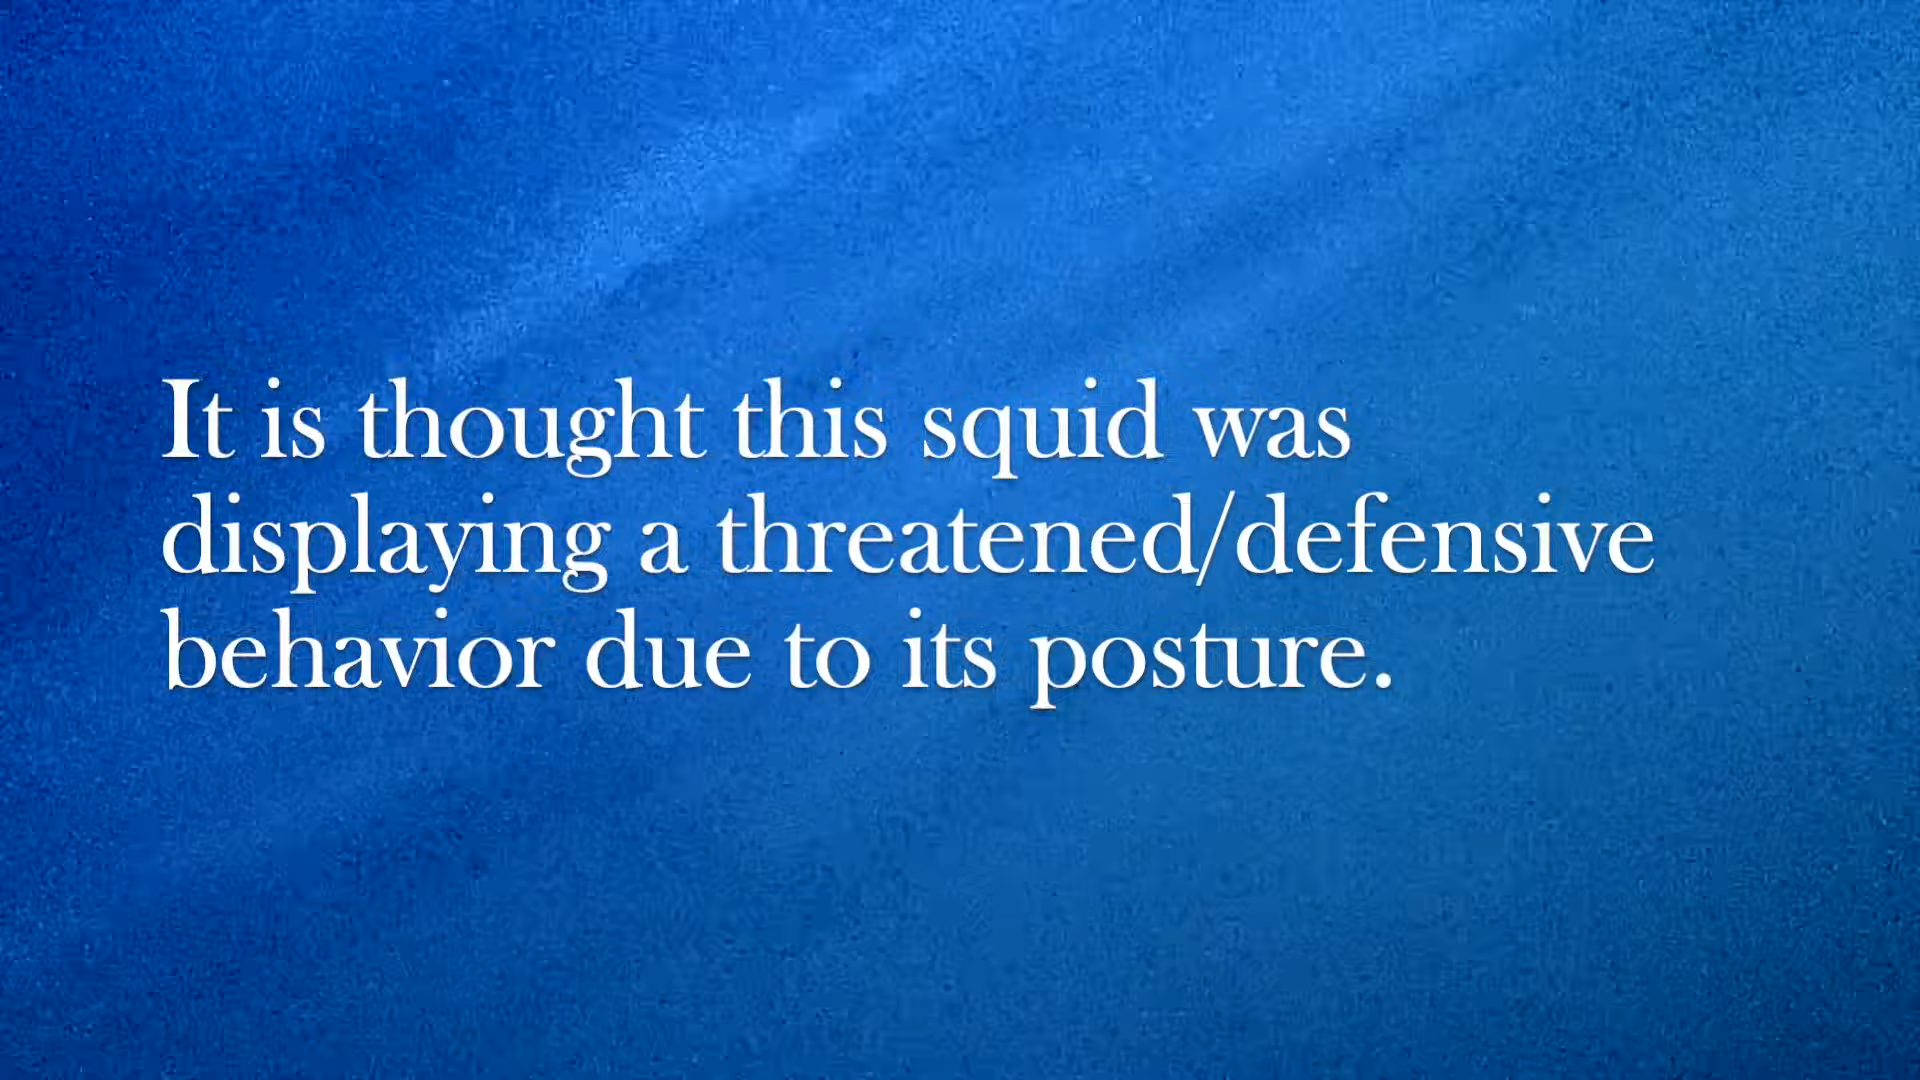 It is thought this squid was
displaying a threatened/defensive
behavior due to its posture.